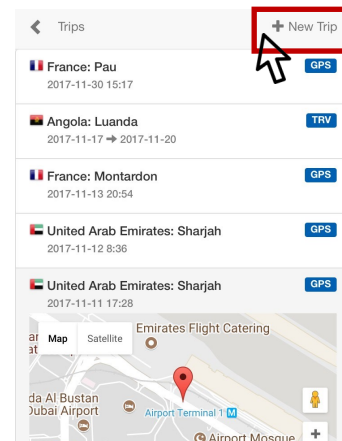 Trips
+ New Trip
France: Pau
GPS
2017-11-30 15:17
Angola: Luanda
TRV
2017-11-17 ➔ 2017-11-20
France: Montardon
GPS
2017-11-13 20:54
United Arab Emirates: Sharjah
GPS
2017-11-12 8:36
United Arab Emirates: Sharjah
GPS
2017-11-11 17:28
Map
Satellite
Emirates Flight Catering
da Al Bustan
Dubai Airport
Airport Terminal 1 M
Airport Mosque
+